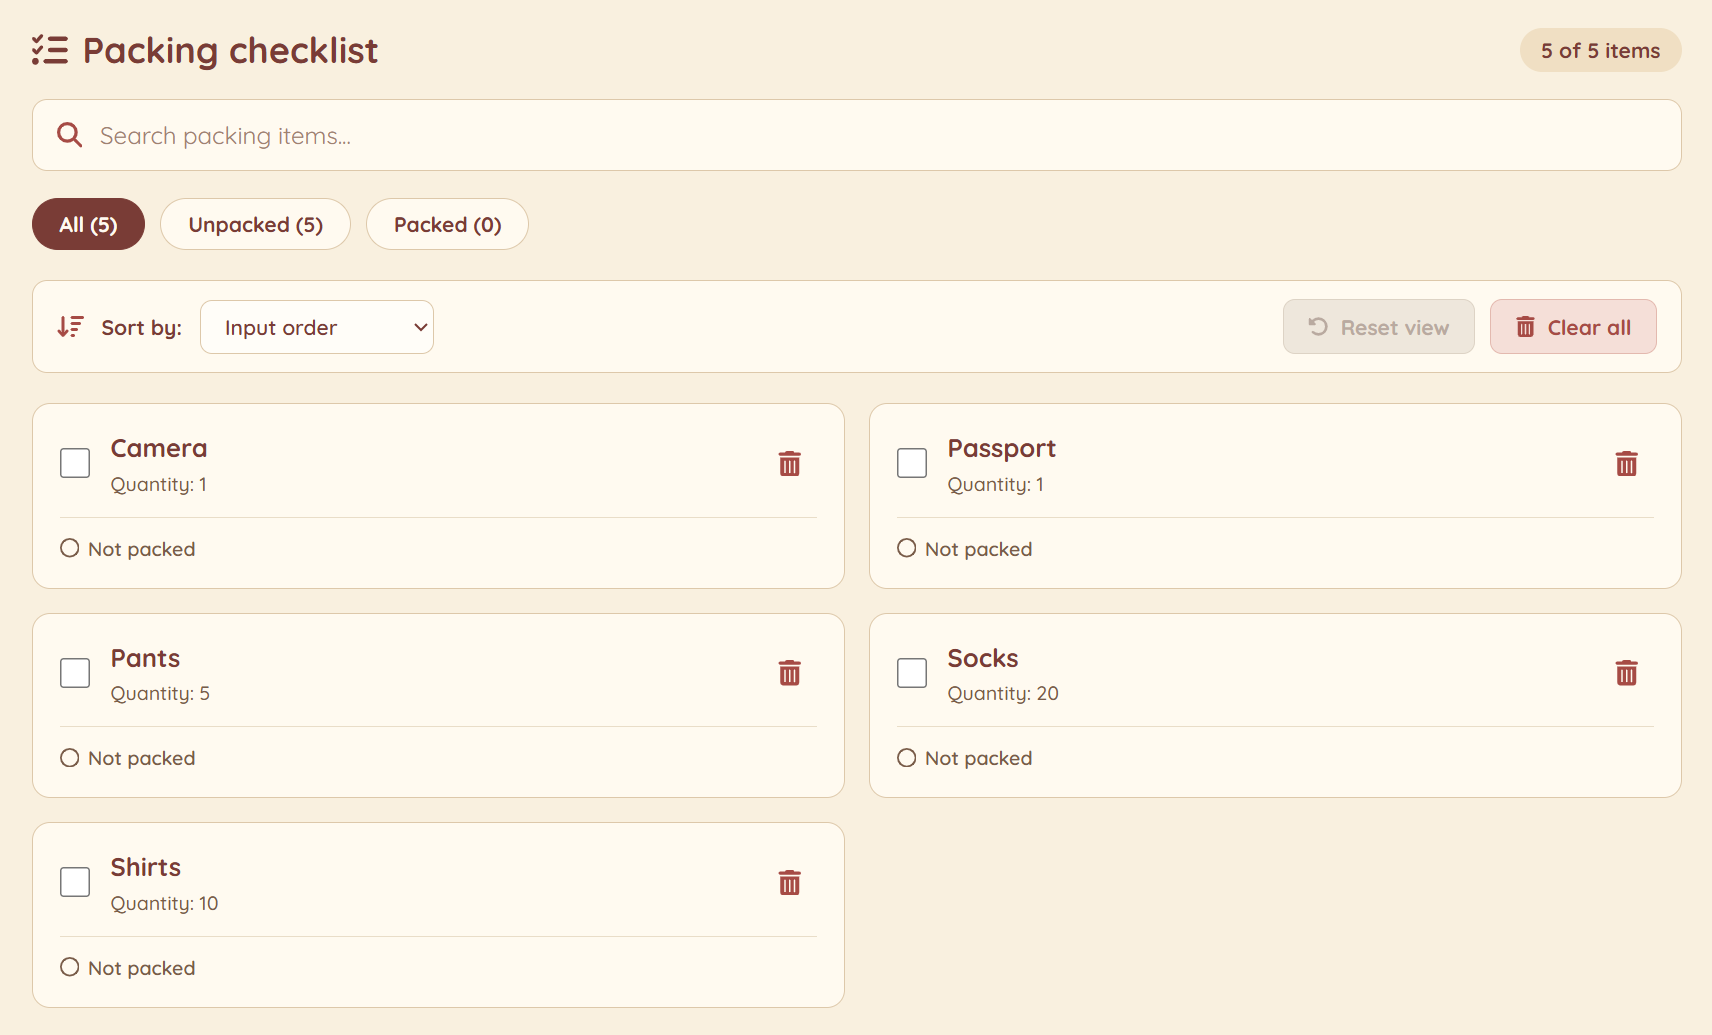 Packing checklist
5 of 5 items
Search packing items...
All (5)
Unpacked (5)
Packed (0)
Sort by:
Input order
Reset view
Clear all
Camera
Quantity: 1
Not packed
Passport
Quantity: 1
Not packed
Pants
Quantity: 5
Not packed
Socks
Quantity: 20
Not packed
Shirts
Quantity: 10
Not packed